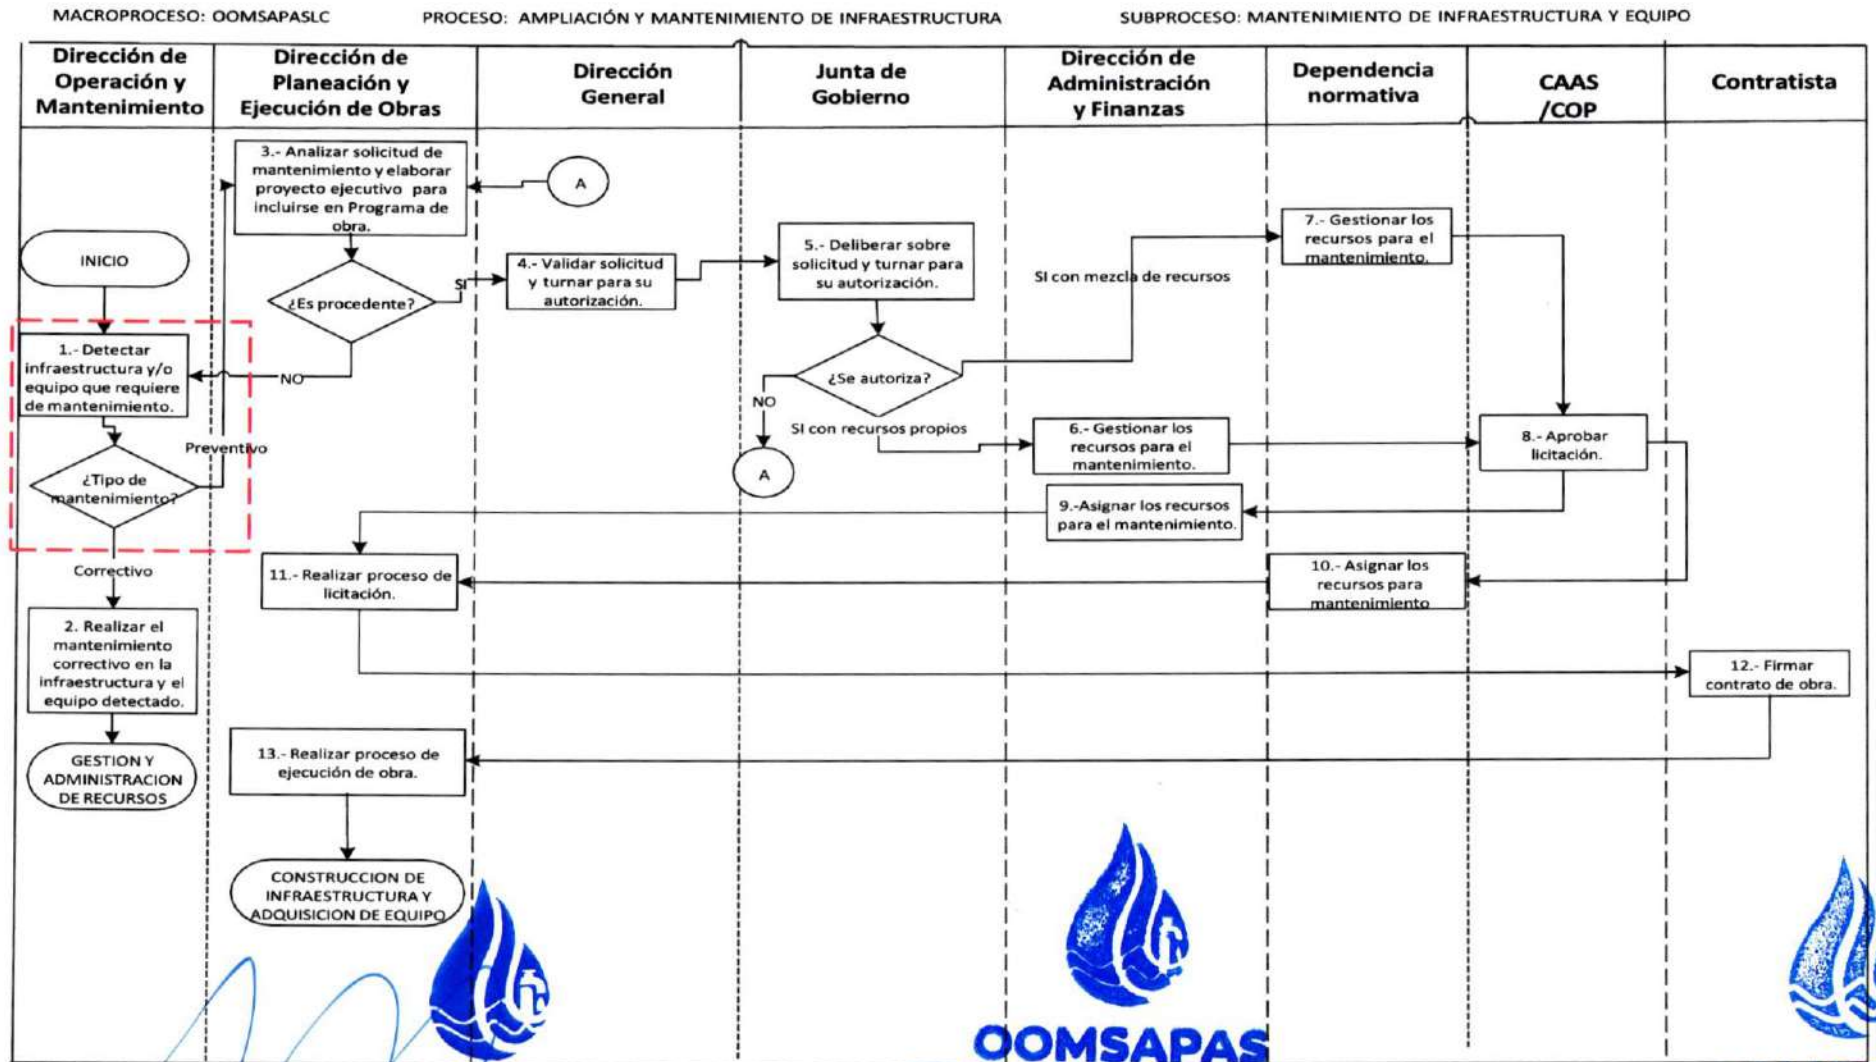 MACROPROCESO: OOMSAPASLC
PROCESO: AMPLIACIÓN Y MANTENIMIENTO DE INFRAESTRUCTURA
SUBPROCESO: MANTENIMIENTO DE INFRAESTRUCTURA Y EQUIPO
Dirección de
Operación y
Mantenimiento
Dirección de
Planeación y
Ejecución de Obras
Dirección
General
Junta de
Gobierno
Dirección de
Administración
y Finanzas
Dependencia
normativa
CAAS
/COP
Contratista
INICIO
1.- Detectar
infraestructura y/o
equipo que requiere
de mantenimiento.
¿Tipo de
mantenimiento?
Preventivo
Correctivo
2. Realizar el
mantenimiento
correctivo en la
infraestructura y el
equipo detectado.
GESTION Y
ADMINISTRACION
DE RECURSOS
3.- Analizar solicitud de
mantenimiento y elaborar
proyecto ejecutivo para
incluirse en Programa de
obra.
A
¿Es procedente?
SI
NO
4.- Validar solicitud
y turnar para su
autorización.
5.- Deliberar sobre
solicitud y turnar para
su autorización.
¿Se autoriza?
NO
A
SI con recursos propios
SI con mezcla de recursos
6.- Gestionar los
recursos para el
mantenimiento.
7.- Gestionar los
recursos para el
mantenimiento.
8.- Aprobar
licitación.
9.-Asignar los recursos
para el mantenimiento.
10.- Asignar los
recursos para
mantenimiento
11.- Realizar proceso de
licitación.
12.- Firmar
contrato de obra.
13.- Realizar proceso de
ejecución de obra.
CONSTRUCCION DE
INFRAESTRUCTURA Y
ADQUISICION DE EQUIPO
OOMSAPAS